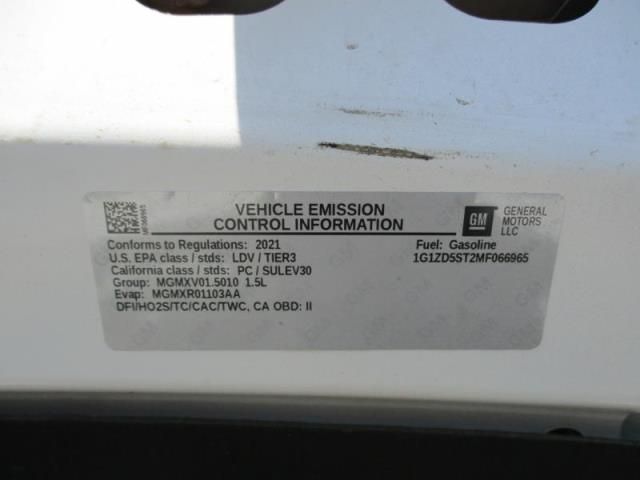 VEHICLE EMISSION
CONTROL INFORMATION
GM
GENERAL
MOTORS
LLC
MF066965
Conforms to Regulations: 2021
U.S. EPA class / stds: LDV / TIER3
California class / stds: PC / SULEV30
Group: MGMXV01.5010 1.5L
Evap: MGMXR01103AA
DFI/HO2S/TC/CAC/TWC, CA OBD: II
Fuel: Gasoline
1G1ZD5ST2MF066965